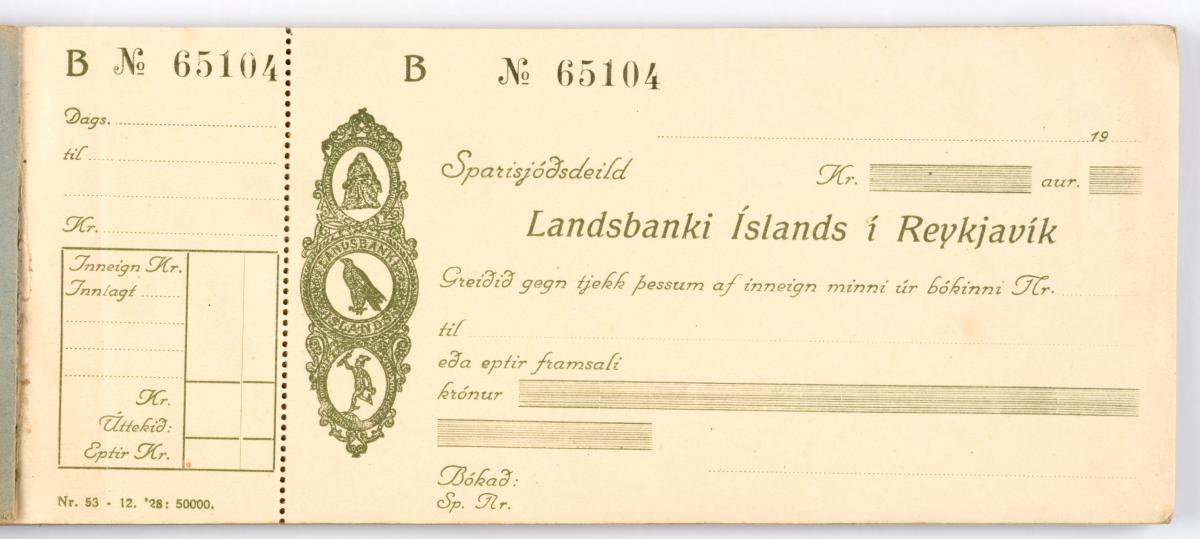 B № 65104
Dags.
til
Kr.
Inneign Kr.
Innlagt
Kr.
Úttekið:
Eptir Kr.
Nr. 53 - 12. '28: 50000.
B № 65104
19
Sparisjóðsdeild Kr. aur.
Landsbanki Íslands í Reykjavík
LANDSBANKI
ÍSLANDS
Greiðið gegn tjekk þessum af inneign minni úr bókinni Nr.
til
eða eptir framsali
krónur
Bókað:
Sp. Nr.